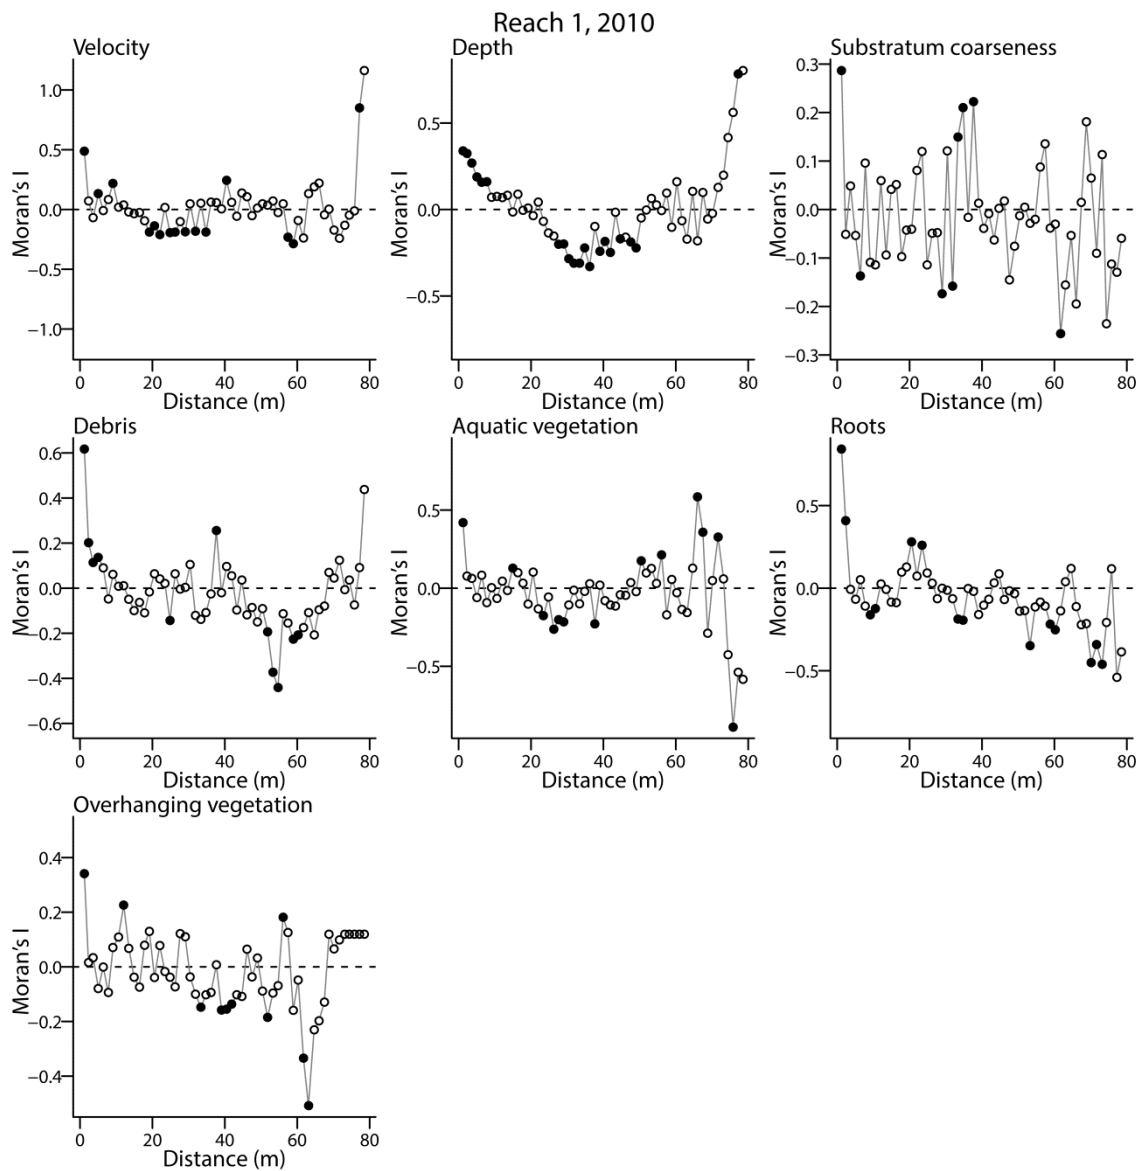 Reach 1, 2010
Velocity
Moran's I
1.0
0.5
0.0
−0.5
−1.0
0 20 40 60 80
Distance (m)
Depth
Moran's I
0.5
0.0
−0.5
0 20 40 60 80
Distance (m)
Substratum coarseness
Moran's I
0.3
0.2
0.1
0.0
−0.1
−0.2
−0.3
0 20 40 60 80
Distance (m)
Debris
Moran's I
0.6
0.4
0.2
0.0
−0.2
−0.4
−0.6
0 20 40 60 80
Distance (m)
Aquatic vegetation
Moran's I
0.5
0.0
−0.5
0 20 40 60 80
Distance (m)
Roots
Moran's I
0.5
0.0
−0.5
0 20 40 60 80
Distance (m)
Overhanging vegetation
Moran's I
0.4
0.2
0.0
−0.2
−0.4
0 20 40 60 80
Distance (m)